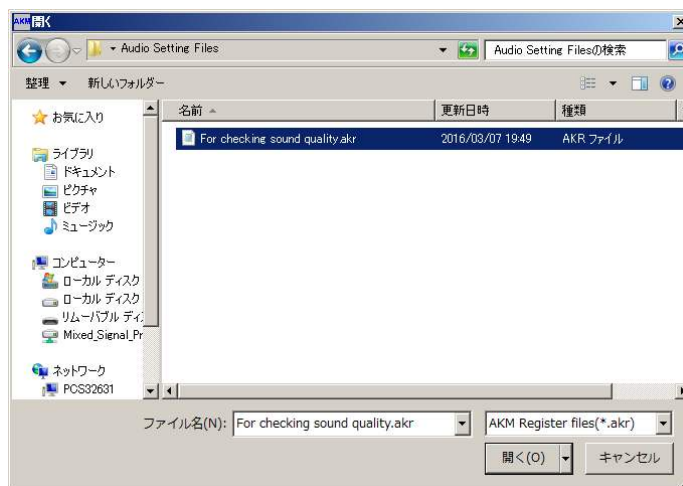 AKM 開く
Audio Setting Files
Audio Setting Filesの検索
整理 新しいフォルダー
お気に入り
ライブラリ
ドキュメント
ピクチャ
ビデオ
ミュージック
コンピューター
ローカル ディスク
ローカル ディスク
リムーバブル ディ
Mixed_Signal_Pr
ネットワーク
PCS32631
名前 更新日時 種類
For checking sound quality.akr 2016/03/07 19:49 AKR ファイル
ファイル名(N): For checking sound quality.akr AKM Register files(*.akr)
開く(O) キャンセル